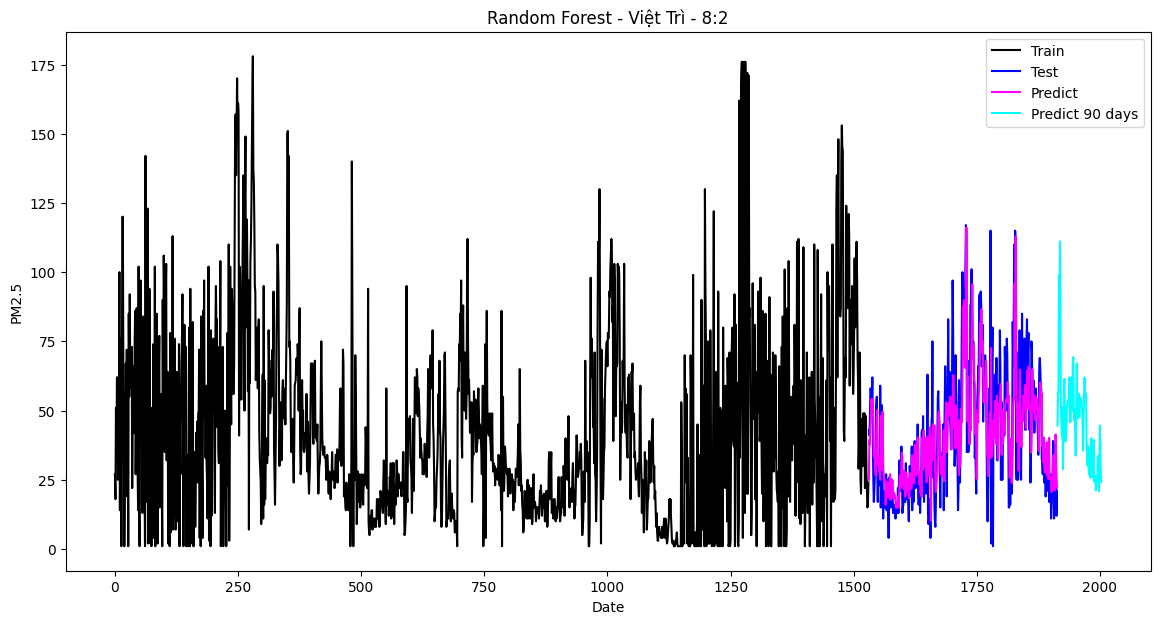 Random Forest - Việt Trì - 8:2
Train
Test
Predict
Predict 90 days
PM2.5
175
150
125
100
75
50
25
0
0 250 500 750 1000 1250 1500 1750 2000
Date